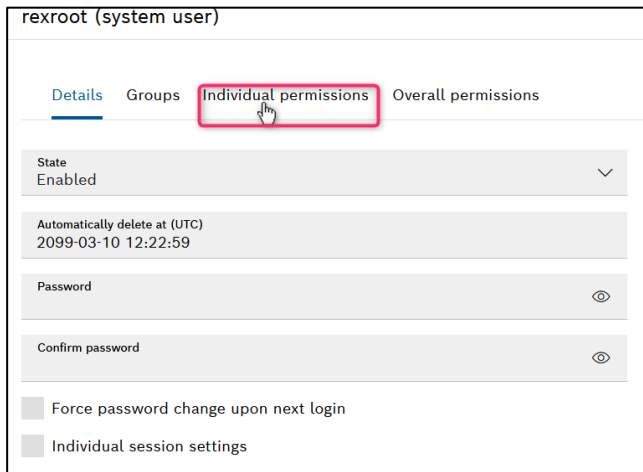 rexroot (system user)
Details Groups Individual permissions Overall permissions
State
Enabled
Automatically delete at (UTC)
2099-03-10 12:22:59
Password
Confirm password
Force password change upon next login
Individual session settings